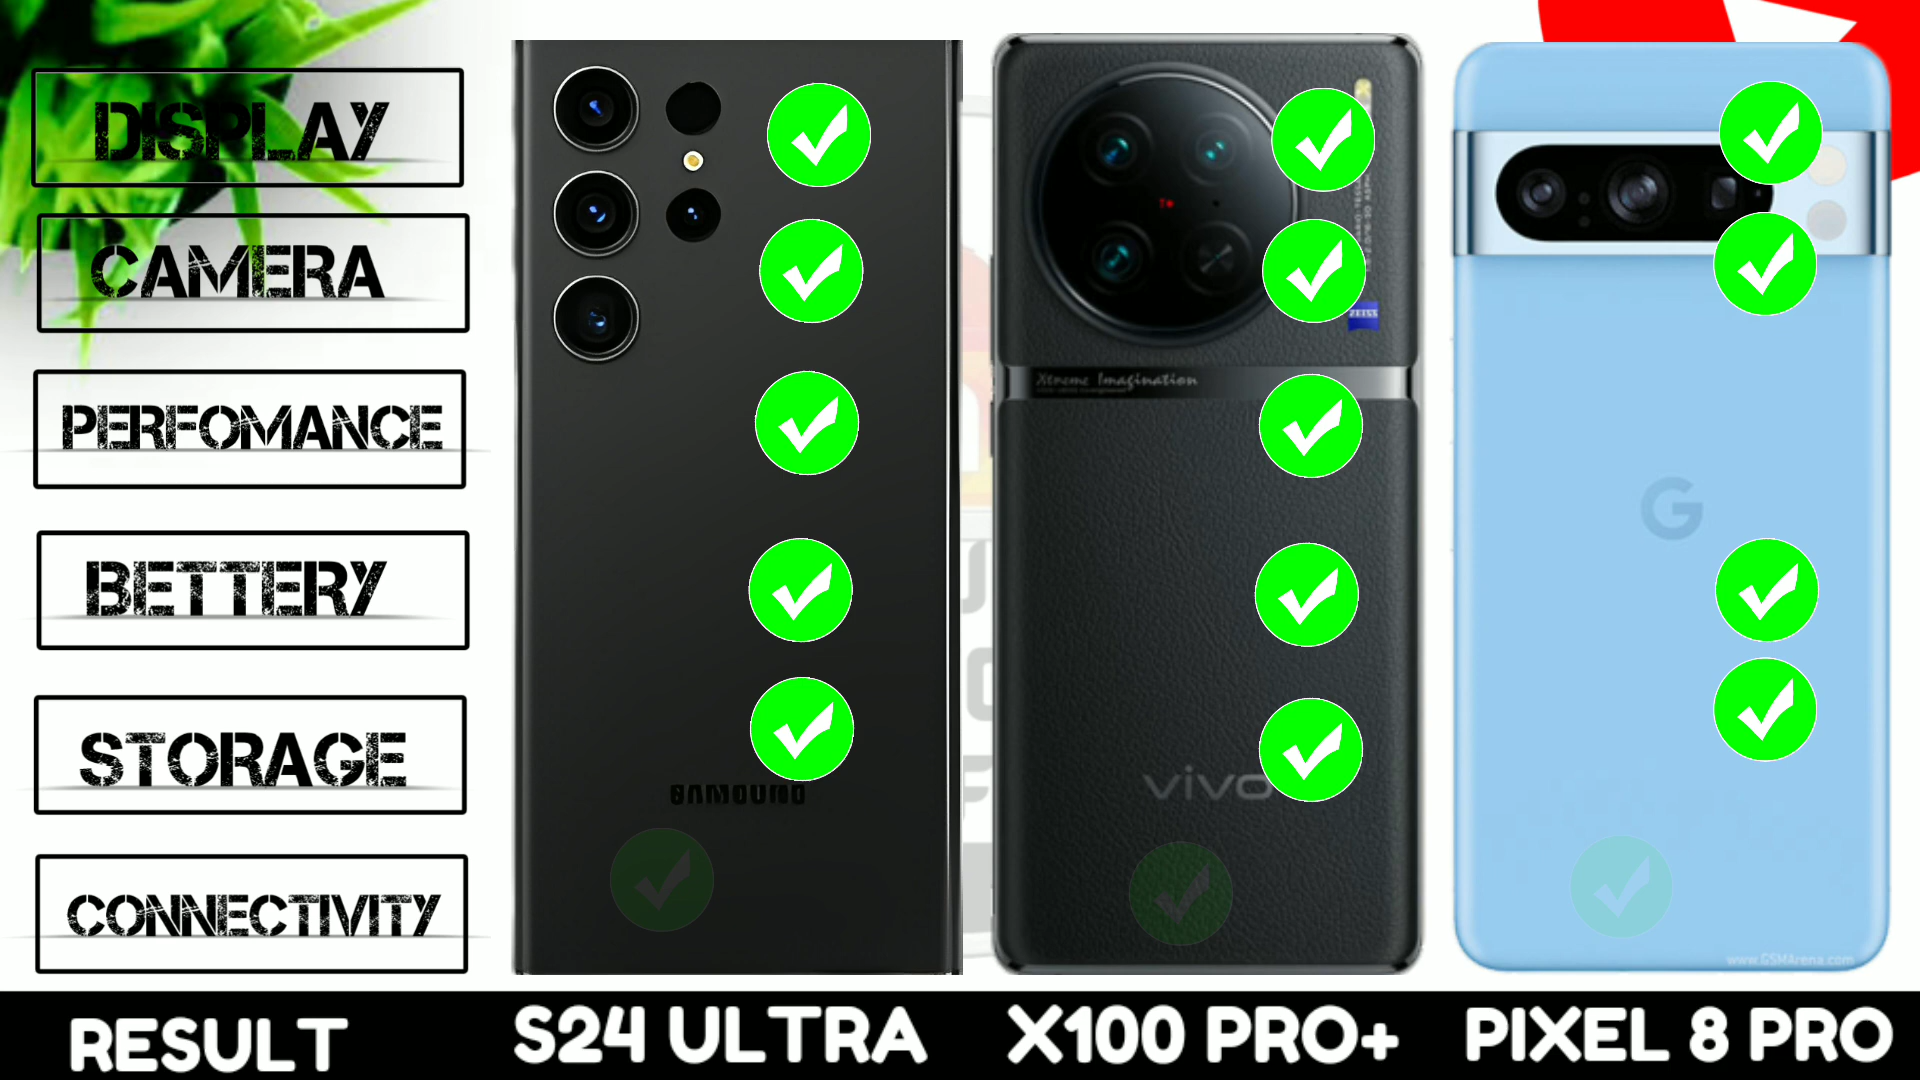 DISPLAY
CAMERA
PERFOMANCE
BETTERY
STORAGE
CONNECTIVITY
SAMSUNG
ZEISS
Xtreme Imagination
vivo
G
www.GSMArena.com
RESULT
S24 ULTRA
X100 PRO+
PIXEL 8 PRO